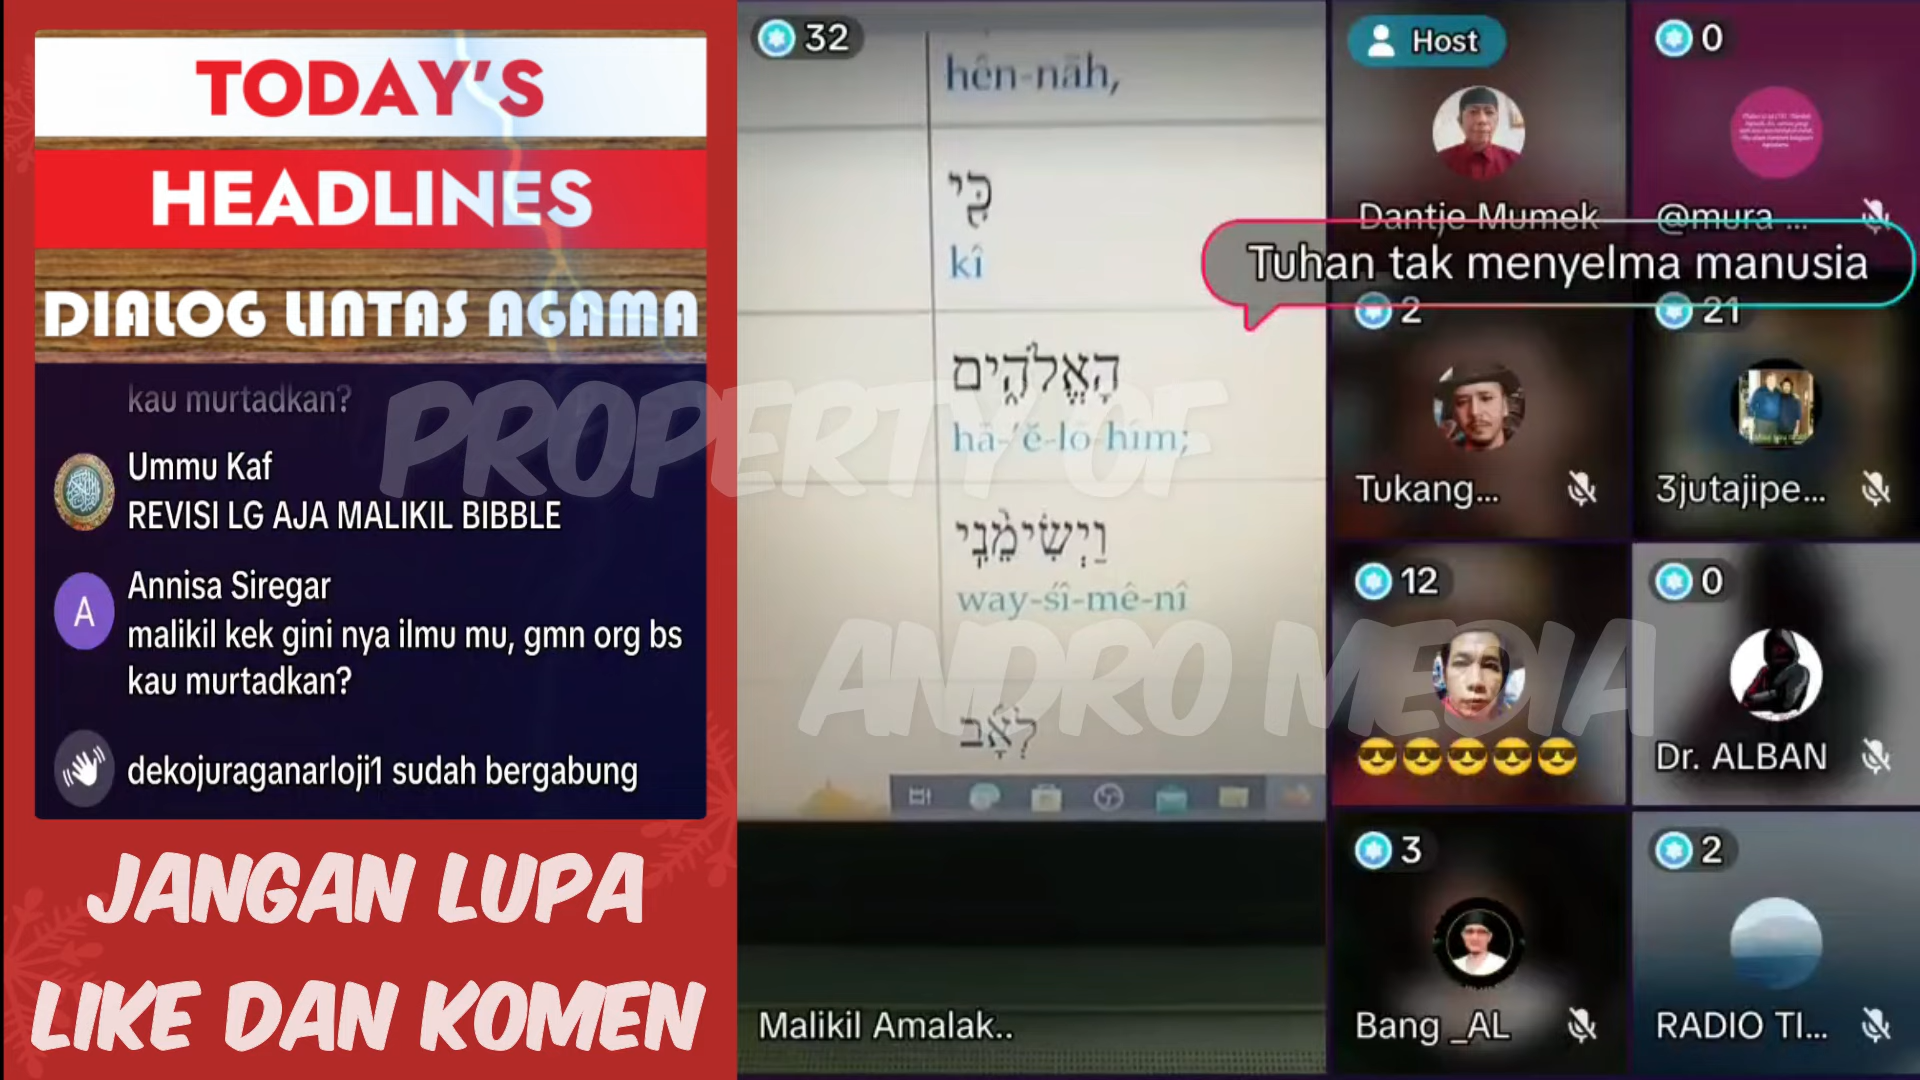 TODAY'S
HEADLINES
DIALOG LINTAS AGAMA
kau murtadkan?
Ummu Kaf
REVISI LG AJA MALIKIL BIBBLE
Annisa Siregar
malikil kek gini nya ilmu mu, gmn org bs
kau murtadkan?
dekojuraganarloji1 sudah bergabung
JANGAN LUPA
LIKE DAN KOMEN
32
hên-nāh,
כִּ֧י
kî
הָאֱלֹהִ֑ים
hā-'ĕ-lō-hîm;
וַיְשִׂימֵ֨נִֽי
way-śî-mê-nî
לְאָ֜ב
Malikil Amalak..
PROPERTY OF
ANDRO MEDIA
Host
Dantje Mumek
0
@mura ...
Tuhan tak menyelma manusia
2
Tukang...
21
3jutajipe...
12
😎😎😎😎😎
0
Dr. ALBAN
3
Bang _AL
2
RADIO TI...